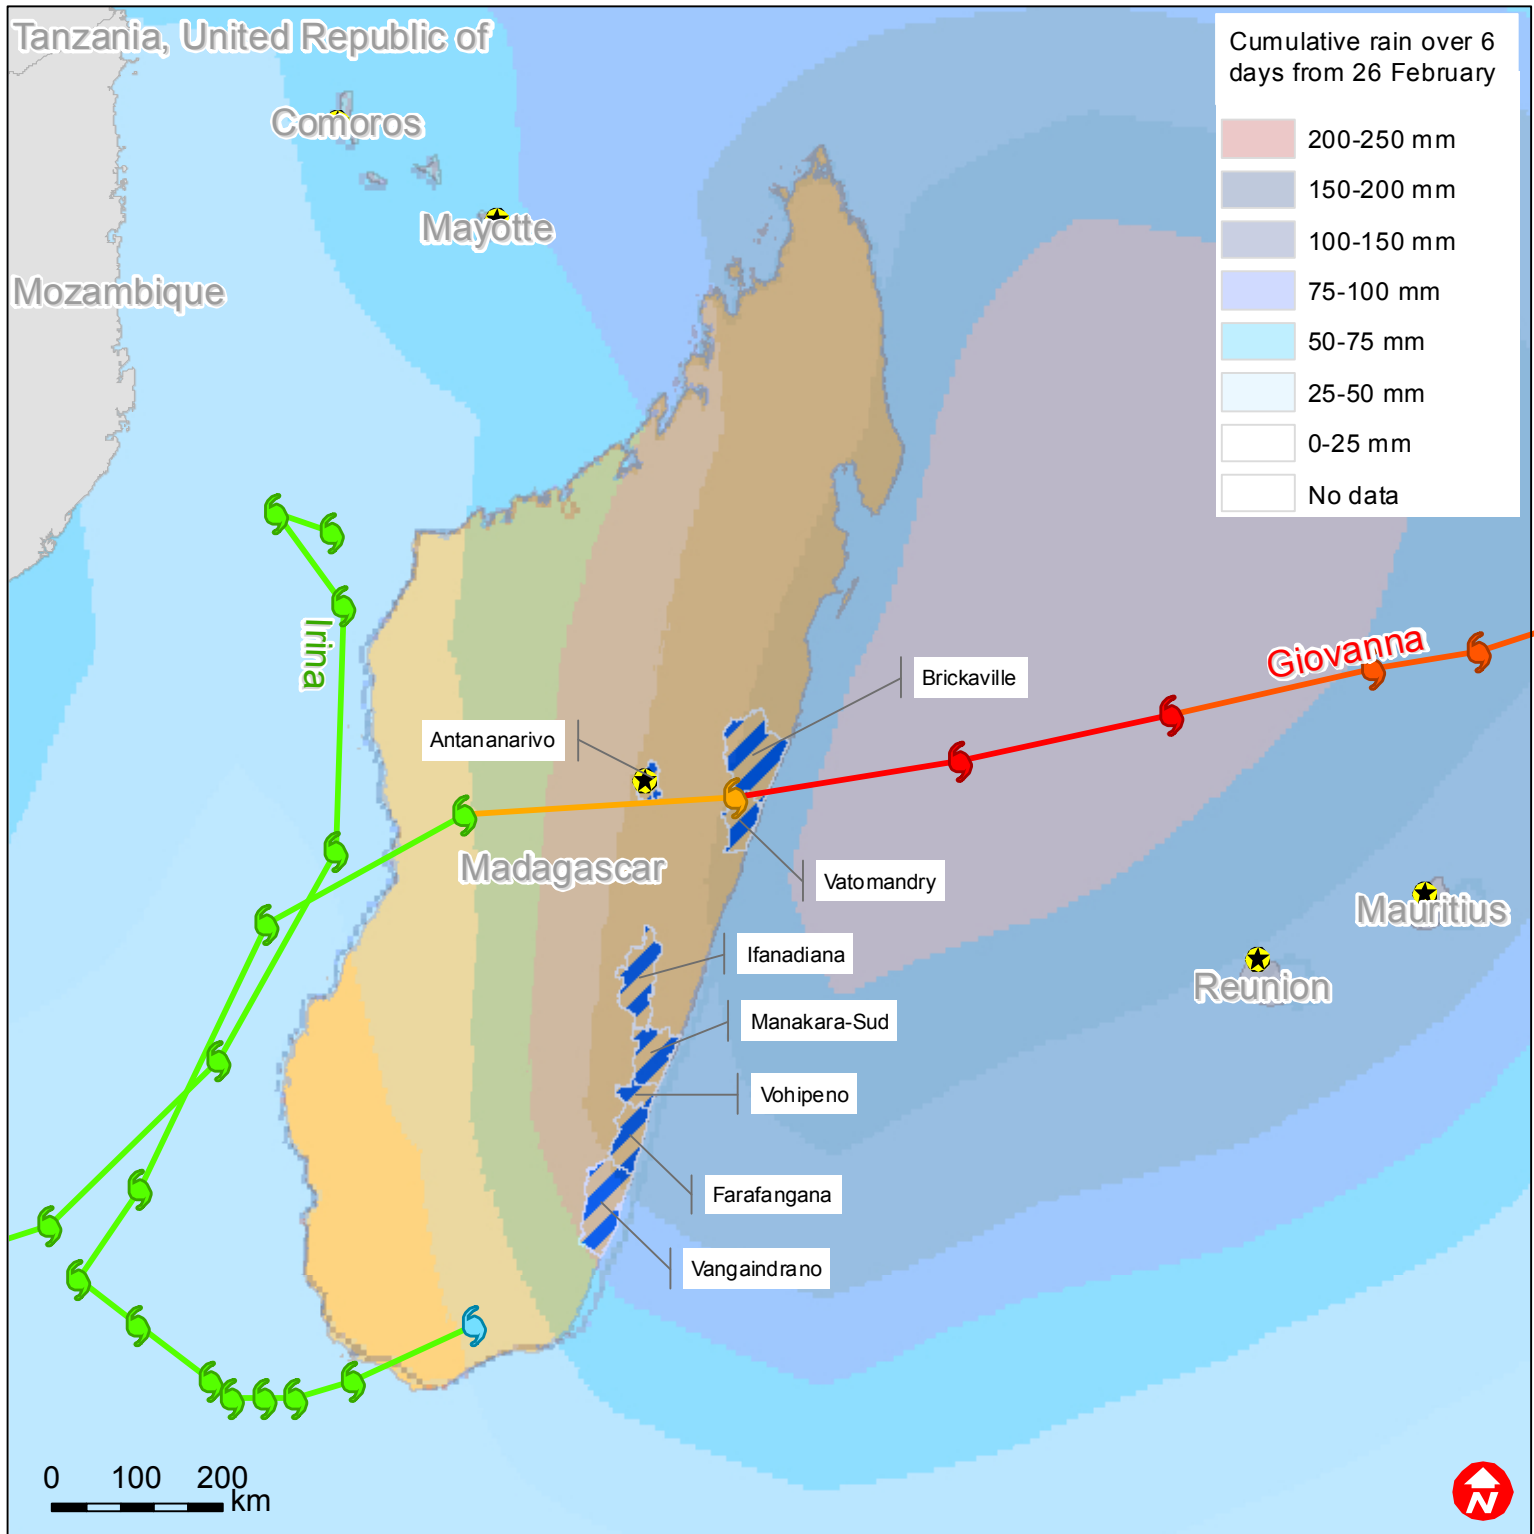 Tanzania, United Republic of
Cumulative rain over 6
days from 26 February
Comoros
200-250 mm
150-200 mm
Mayotte
100-150 mm
Mozambique
75-100 mm
50-75 mm
25-50 mm
0-25 mm
No data
Irina
Giovanna
Brickaville
Antananarivo
Madagascar
Vatomandry
Mauritius
Ifanadiana
Reunion
Manakara-Sud
Vohipeno
Farafangana
Vangaindrano
0 100 200
km
N